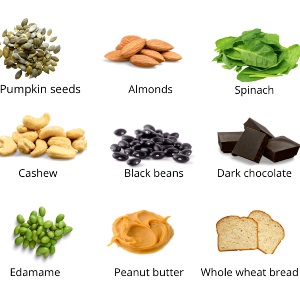 Pumpkin seeds
Almonds
Spinach
Cashew
Black beans
Dark chocolate
Edamame
Peanut butter
Whole wheat bread